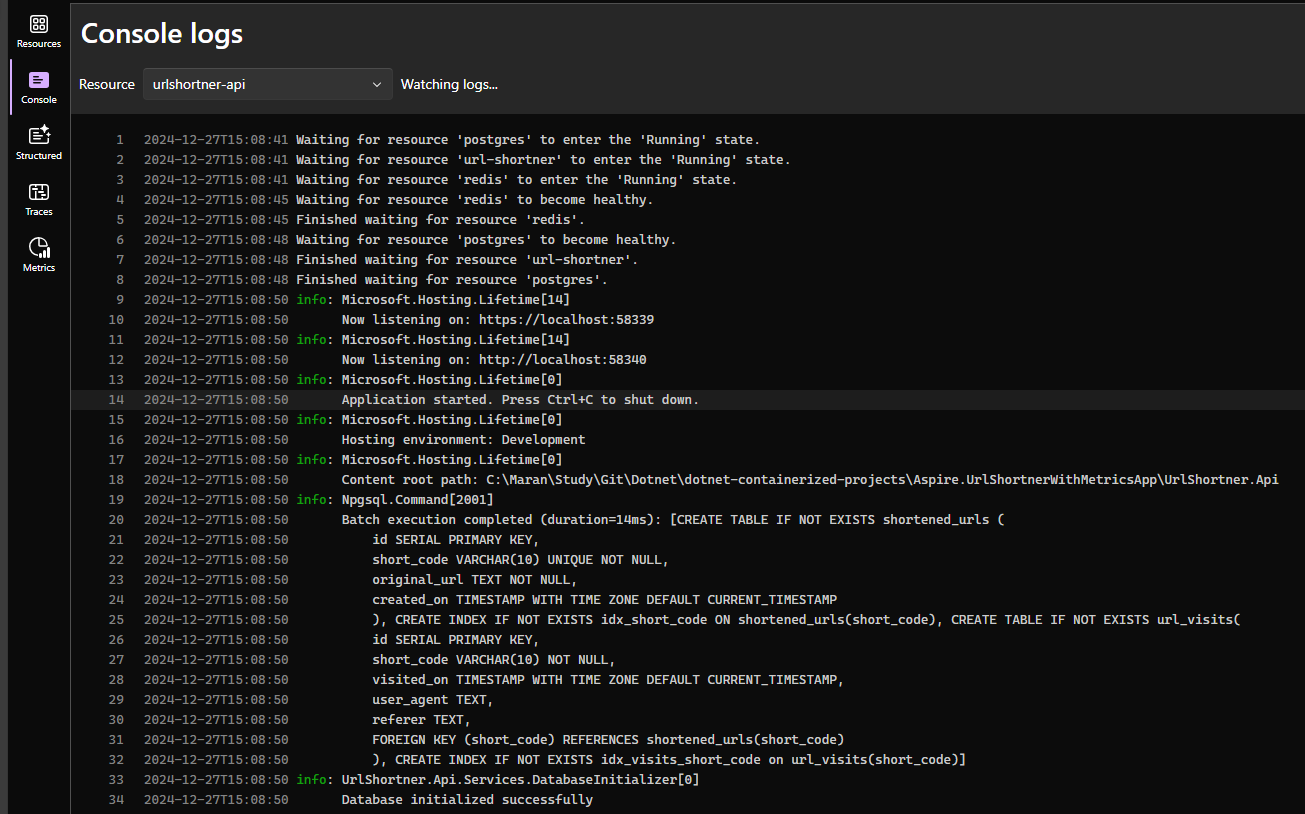 Resources
Console
Structured
Traces
Metrics
Console logs
Resource urlshortner-api Watching logs...
1 2024-12-27T15:08:41 Waiting for resource 'postgres' to enter the 'Running' state.
2 2024-12-27T15:08:41 Waiting for resource 'url-shortner' to enter the 'Running' state.
3 2024-12-27T15:08:41 Waiting for resource 'redis' to enter the 'Running' state.
4 2024-12-27T15:08:45 Waiting for resource 'redis' to become healthy.
5 2024-12-27T15:08:45 Finished waiting for resource 'redis'.
6 2024-12-27T15:08:48 Waiting for resource 'postgres' to become healthy.
7 2024-12-27T15:08:48 Finished waiting for resource 'url-shortner'.
8 2024-12-27T15:08:48 Finished waiting for resource 'postgres'.
9 2024-12-27T15:08:50 info: Microsoft.Hosting.Lifetime[14]
10 2024-12-27T15:08:50 Now listening on: https://localhost:58339
11 2024-12-27T15:08:50 info: Microsoft.Hosting.Lifetime[14]
12 2024-12-27T15:08:50 Now listening on: http://localhost:58340
13 2024-12-27T15:08:50 info: Microsoft.Hosting.Lifetime[0]
14 2024-12-27T15:08:50 Application started. Press Ctrl+C to shut down.
15 2024-12-27T15:08:50 info: Microsoft.Hosting.Lifetime[0]
16 2024-12-27T15:08:50 Hosting environment: Development
17 2024-12-27T15:08:50 info: Microsoft.Hosting.Lifetime[0]
18 2024-12-27T15:08:50 Content root path: C:\Maran\Study\Git\Dotnet\dotnet-containerized-projects\Aspire.UrlShortnerWithMetricsApp\UrlShortner.Api
19 2024-12-27T15:08:50 info: Npgsql.Command[2001]
20 2024-12-27T15:08:50 Batch execution completed (duration=14ms): [CREATE TABLE IF NOT EXISTS shortened_urls (
21 2024-12-27T15:08:50 id SERIAL PRIMARY KEY,
22 2024-12-27T15:08:50 short_code VARCHAR(10) UNIQUE NOT NULL,
23 2024-12-27T15:08:50 original_url TEXT NOT NULL,
24 2024-12-27T15:08:50 created_on TIMESTAMP WITH TIME ZONE DEFAULT CURRENT_TIMESTAMP
25 2024-12-27T15:08:50 ), CREATE INDEX IF NOT EXISTS idx_short_code ON shortened_urls(short_code), CREATE TABLE IF NOT EXISTS url_visits(
26 2024-12-27T15:08:50 id SERIAL PRIMARY KEY,
27 2024-12-27T15:08:50 short_code VARCHAR(10) NOT NULL,
28 2024-12-27T15:08:50 visited_on TIMESTAMP WITH TIME ZONE DEFAULT CURRENT_TIMESTAMP,
29 2024-12-27T15:08:50 user_agent TEXT,
30 2024-12-27T15:08:50 referer TEXT,
31 2024-12-27T15:08:50 FOREIGN KEY (short_code) REFERENCES shortened_urls(short_code)
32 2024-12-27T15:08:50 ), CREATE INDEX IF NOT EXISTS idx_visits_short_code on url_visits(short_code)]
33 2024-12-27T15:08:50 info: UrlShortner.Api.Services.DatabaseInitializer[0]
34 2024-12-27T15:08:50 Database initialized successfully